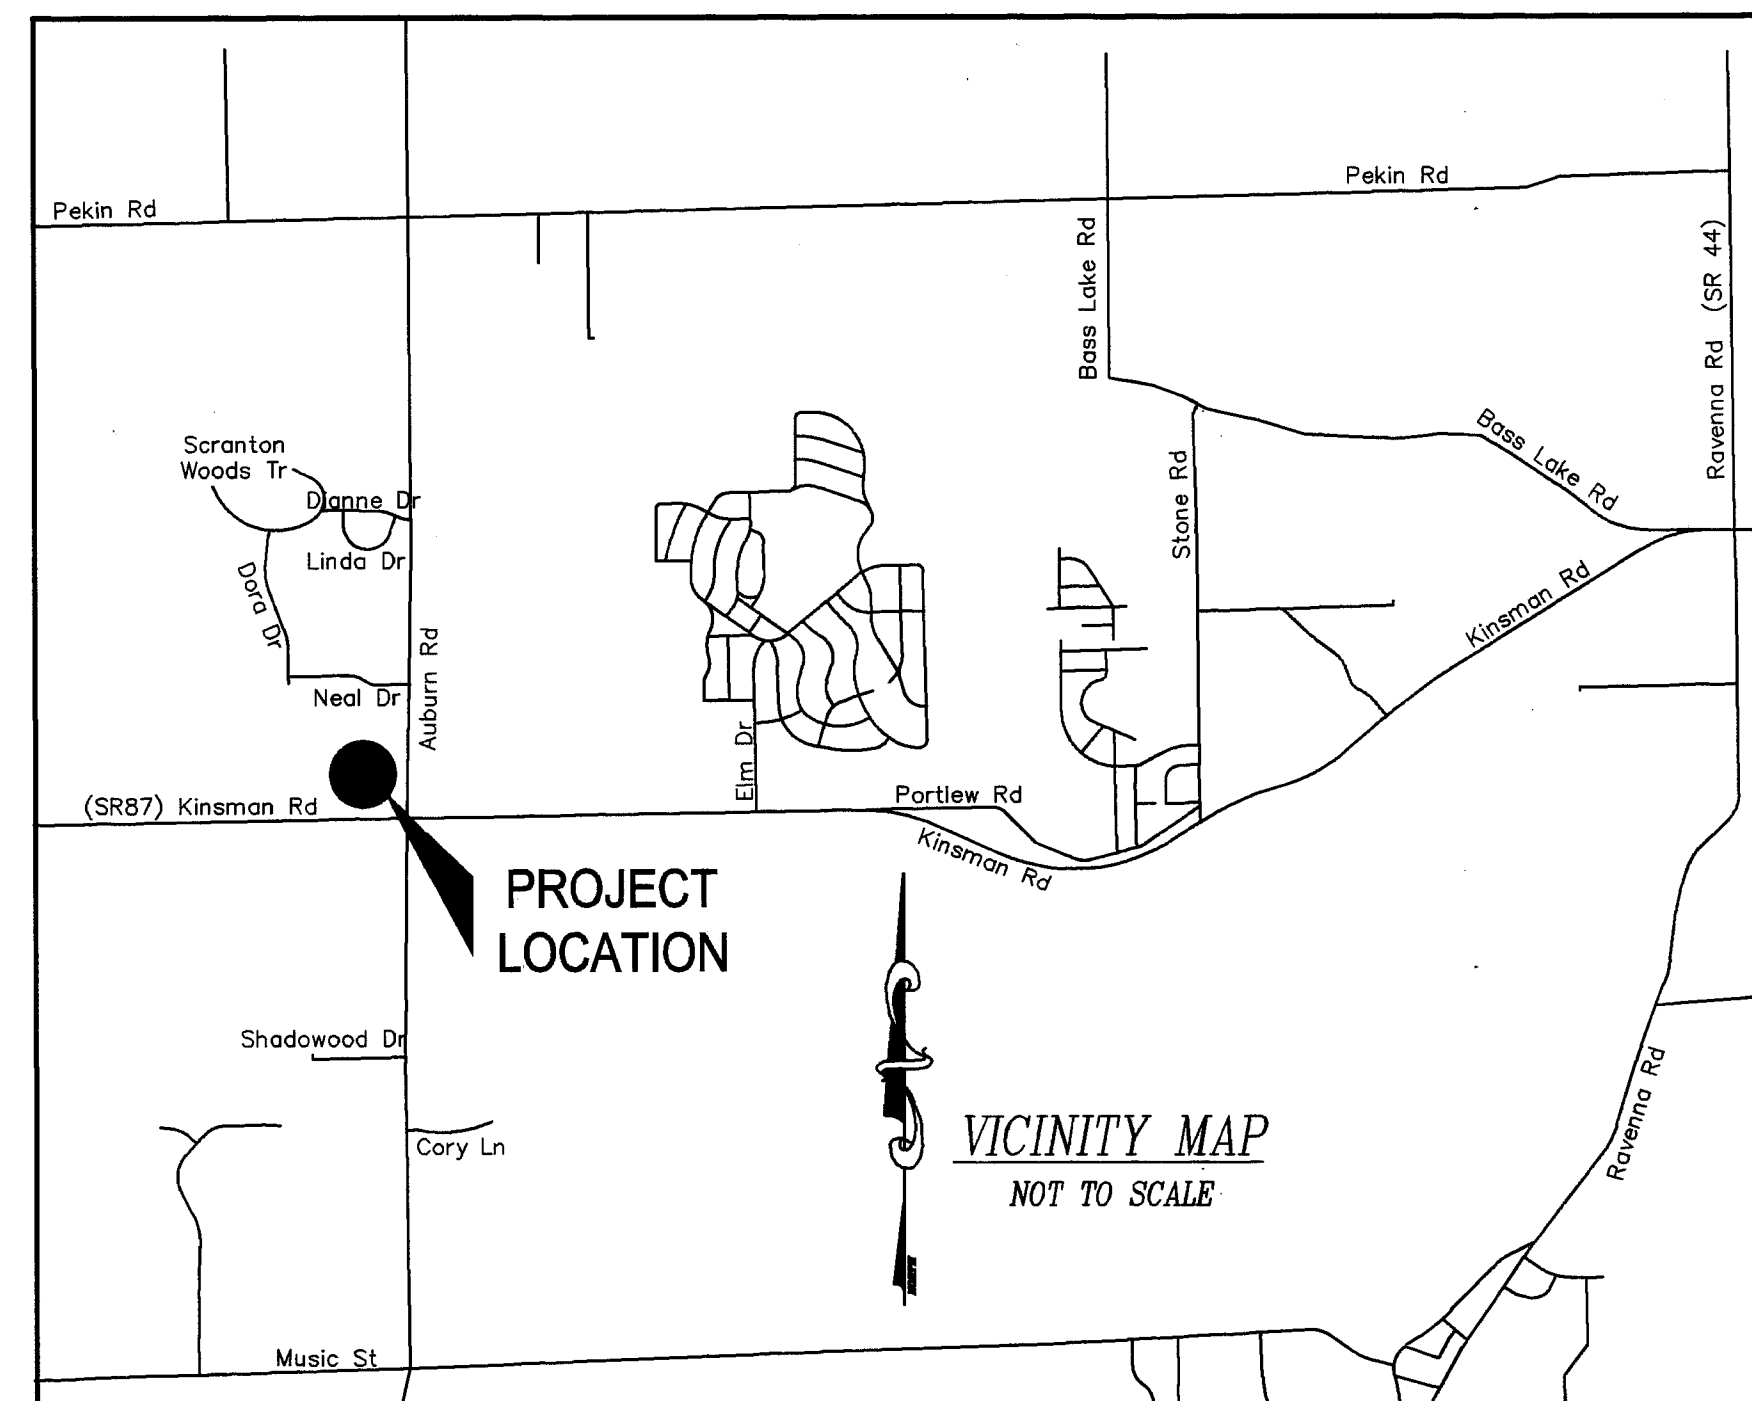 Pekin Rd
Pekin Rd
Bass Lake Rd
Ravenna Rd (SR 44)
Scranton
Woods Tr
Dianne Dr
Linda Dr
Dora Dr
Neal Dr
Auburn Rd
Stone Rd
Bass Lake Rd
Kinsman Rd
Elm Dr
(SR87) Kinsman Rd
Portlew Rd
Kinsman Rd
PROJECT
LOCATION
Shadowood Dr
Cory Ln
VICINITY MAP
NOT TO SCALE
NORTH
Ravenna Rd
Music St